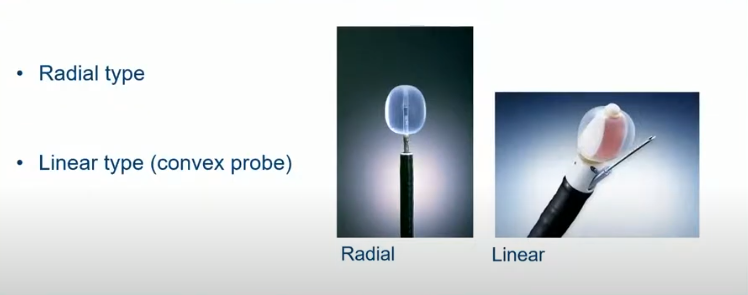 • Radial type
• Linear type (convex probe)
Radial
Linear